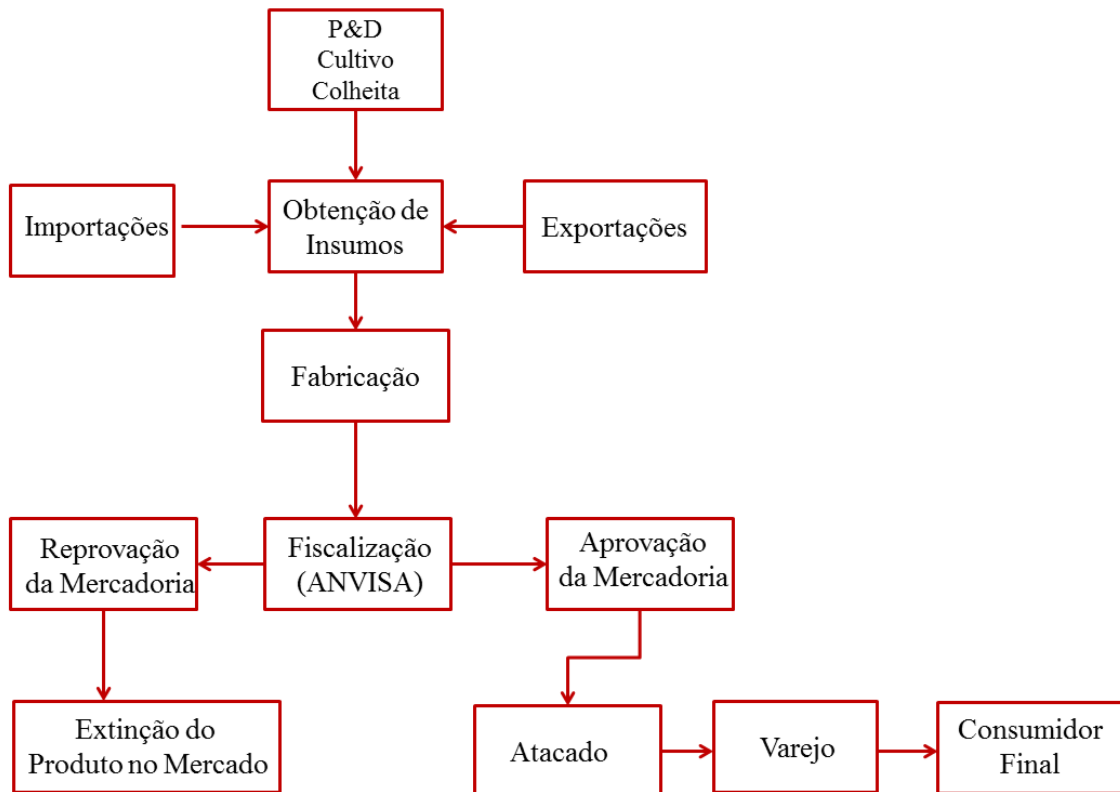 P&D
Cultivo
Colheita
Importações
Obtenção de
Insumos
Exportações
Fabricação
Reprovação
da Mercadoria
Fiscalização
(ANVISA)
Aprovação
da Mercadoria
Extinção do
Produto no Mercado
Atacado
Varejo
Consumidor
Final